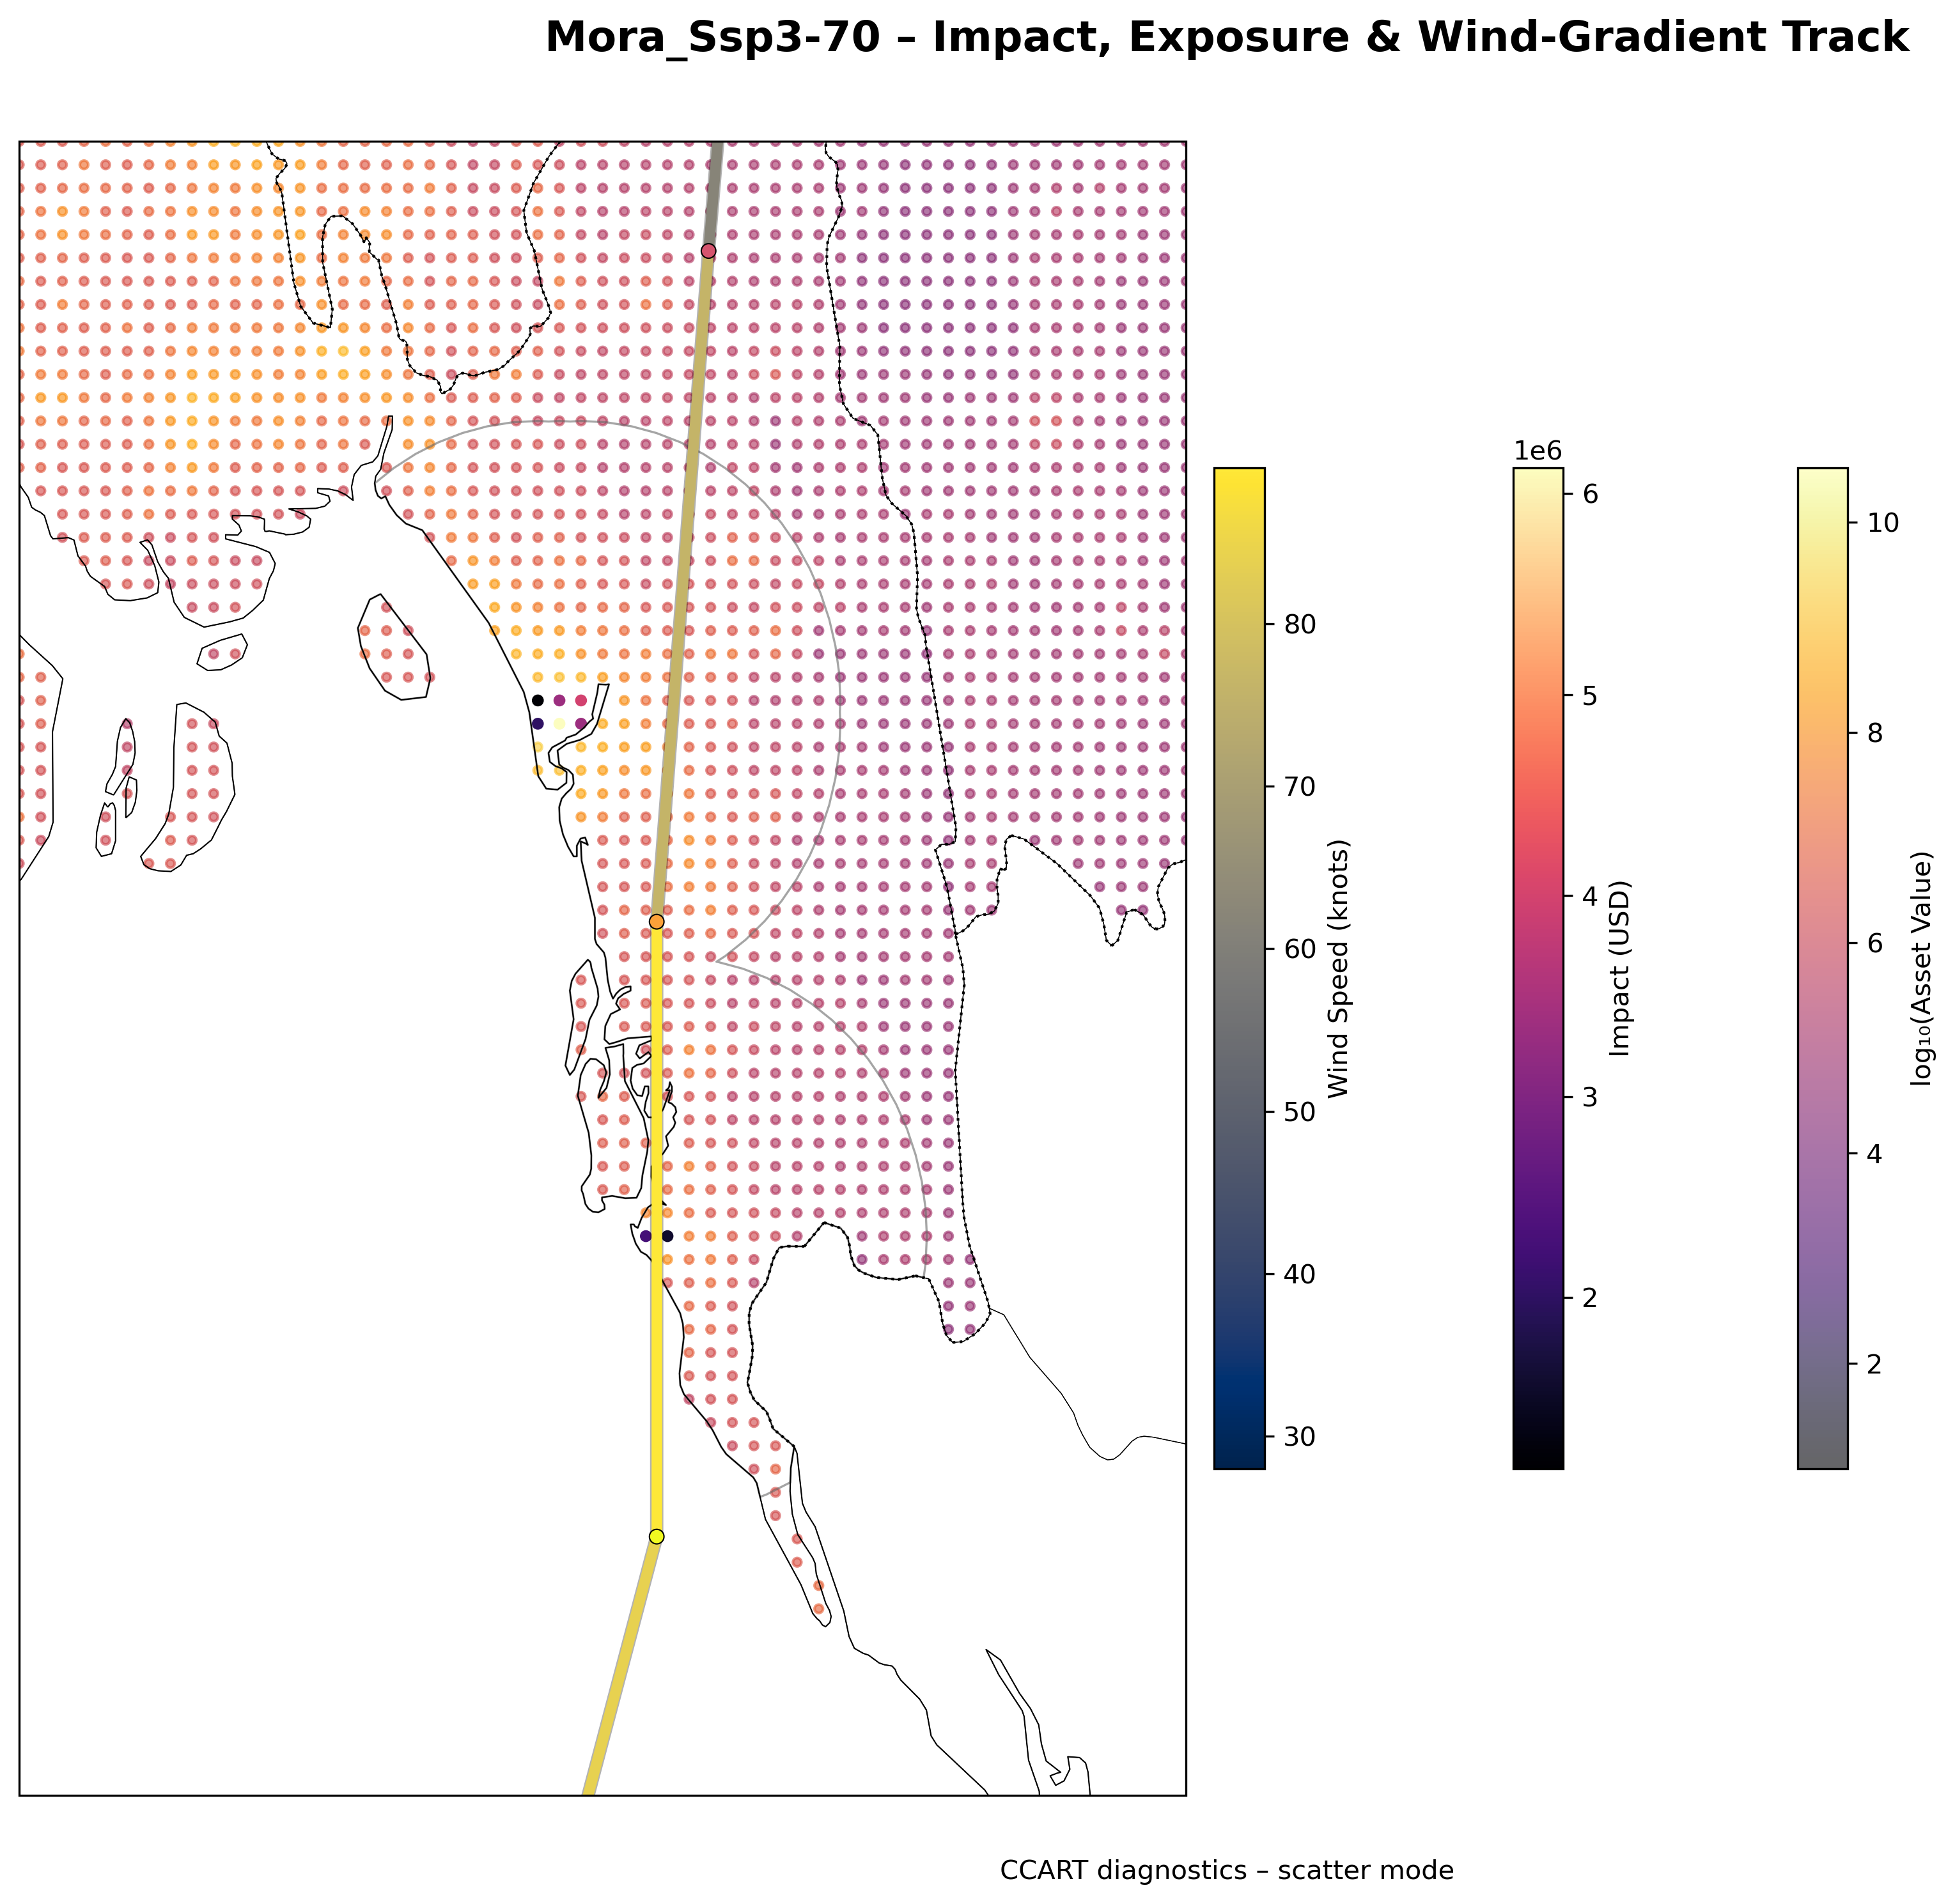 Mora_Ssp3-70 – Impact, Exposure & Wind-Gradient Track
80
70
60
50
40
30
Wind Speed (knots)
1e6
6
5
4
3
2
Impact (USD)
10
8
6
4
2
log₁₀(Asset Value)
CCART diagnostics – scatter mode